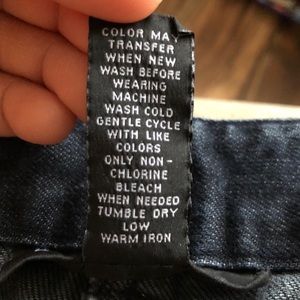 COLOR MAY
TRANSFER
WHEN NEW
WASH BEFORE
WEARING
MACHINE
WASH COLD
GENTLE CYCLE
WITH LIKE
COLORS
ONLY NON-
CHLORINE
BLEACH
WHEN NEEDED
TUMBLE DRY
LOW
WARM IRON